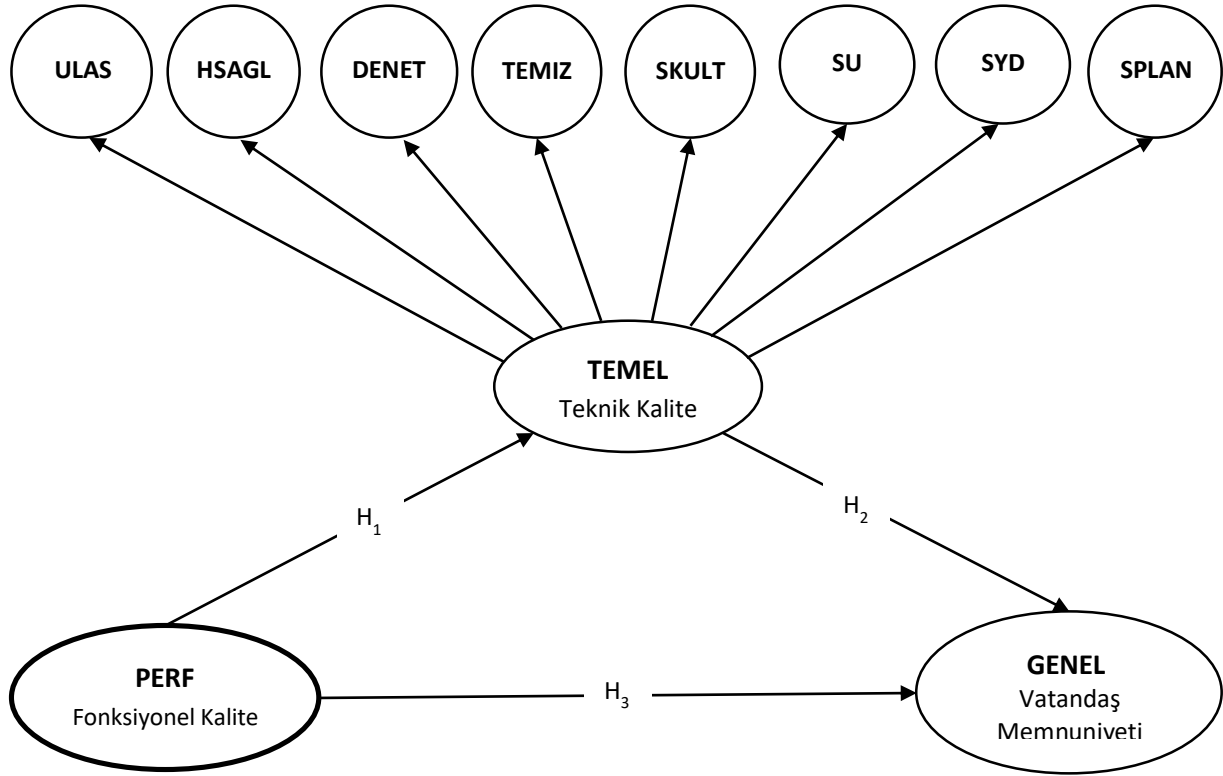 ULAS
HSAGL
DENET
TEMIZ
SKULT
SU
SYD
SPLAN
TEMEL
Teknik Kalite
H₁
H₂
PERF
Fonksiyonel Kalite
H₃
GENEL
Vatandaş
Memnuniyeti